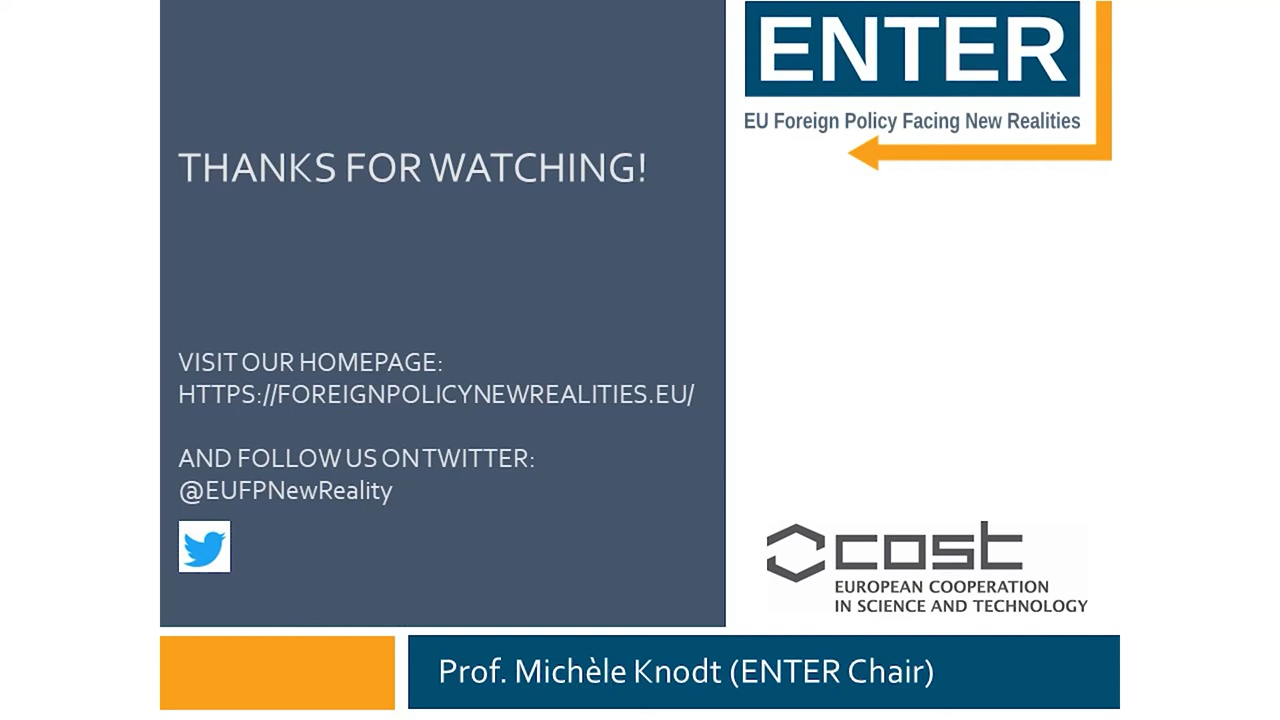 THANKS FOR WATCHING!
VISIT OUR HOMEPAGE:
HTTPS://FOREIGNPOLICYNEWREALITIES.EU/
AND FOLLOW US ON TWITTER:
@EUFPNewReality
ENTER
EU Foreign Policy Facing New Realities
cost
EUROPEAN COOPERATION
IN SCIENCE AND TECHNOLOGY
Prof. Michèle Knodt (ENTER Chair)